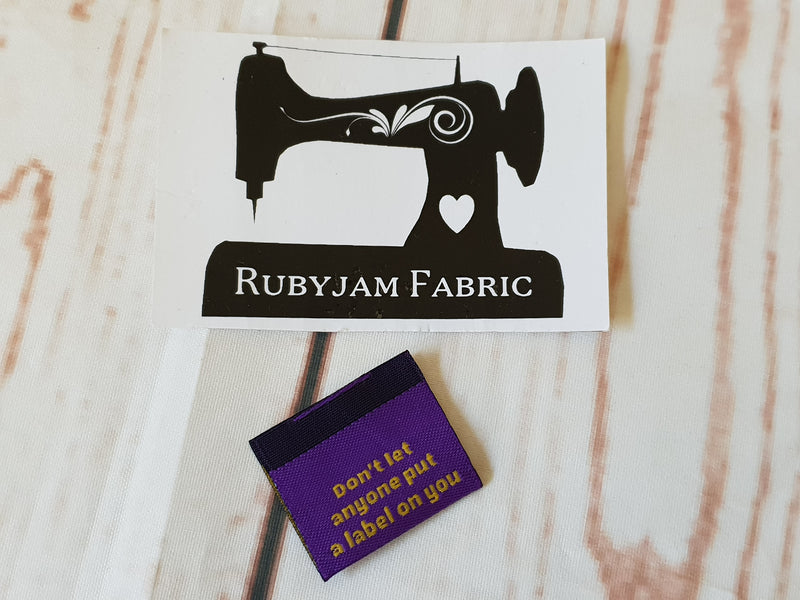 Rubyjam Fabric
Don't let
anyone put
a label on you